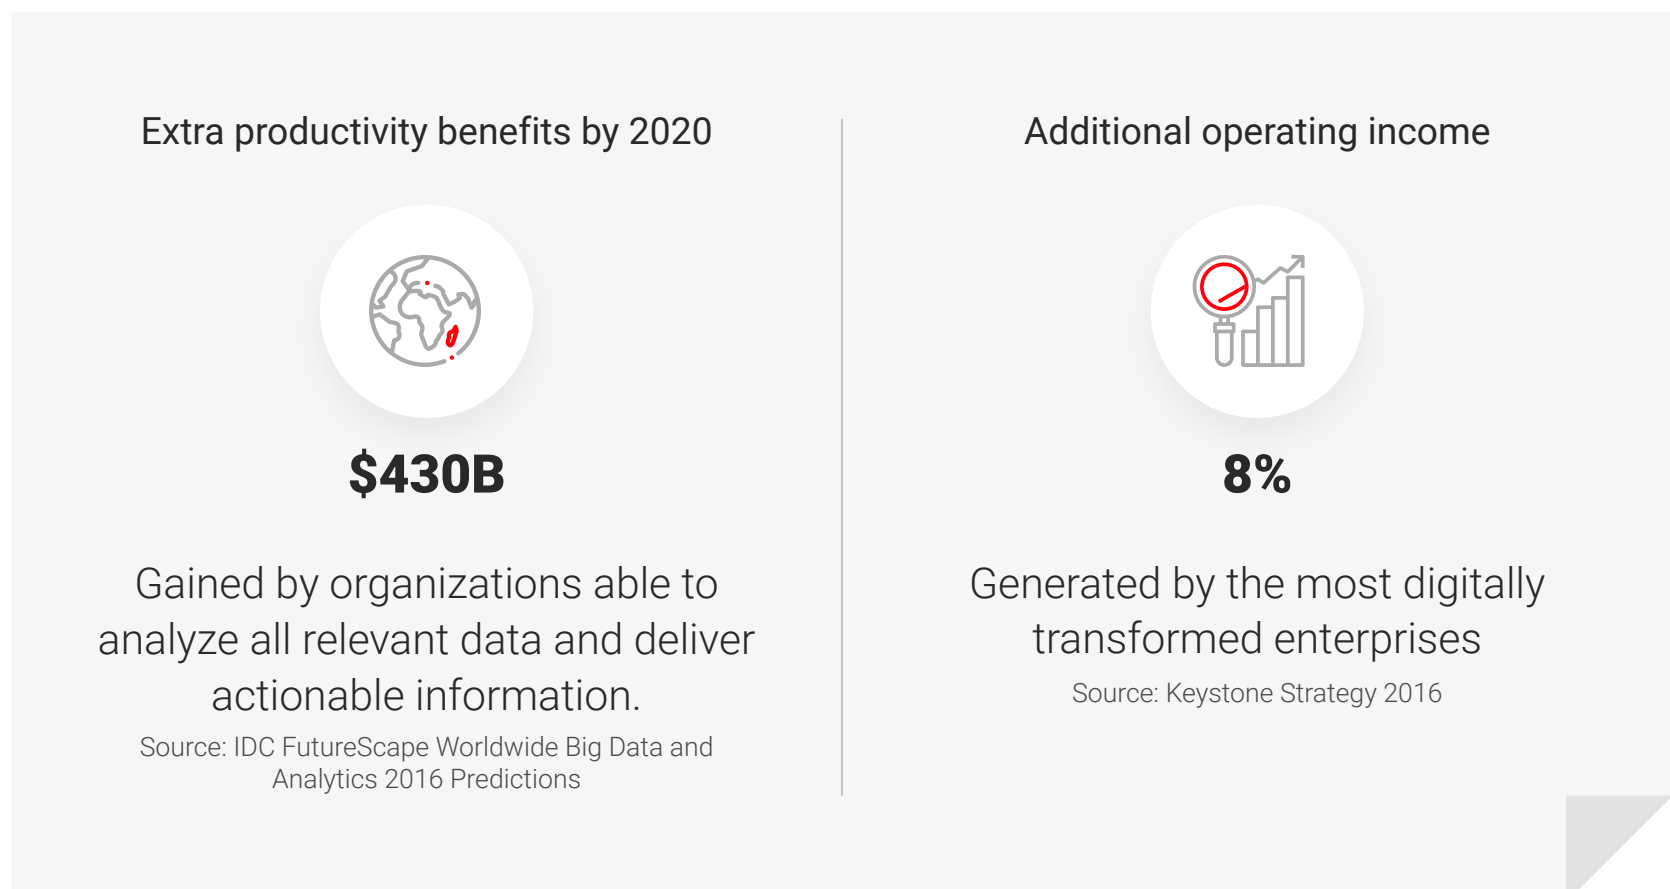 Extra productivity benefits by 2020
$430B
Gained by organizations able to
analyze all relevant data and deliver
actionable information.
Source: IDC FutureScape Worldwide Big Data and
Analytics 2016 Predictions
Additional operating income
8%
Generated by the most digitally
transformed enterprises
Source: Keystone Strategy 2016